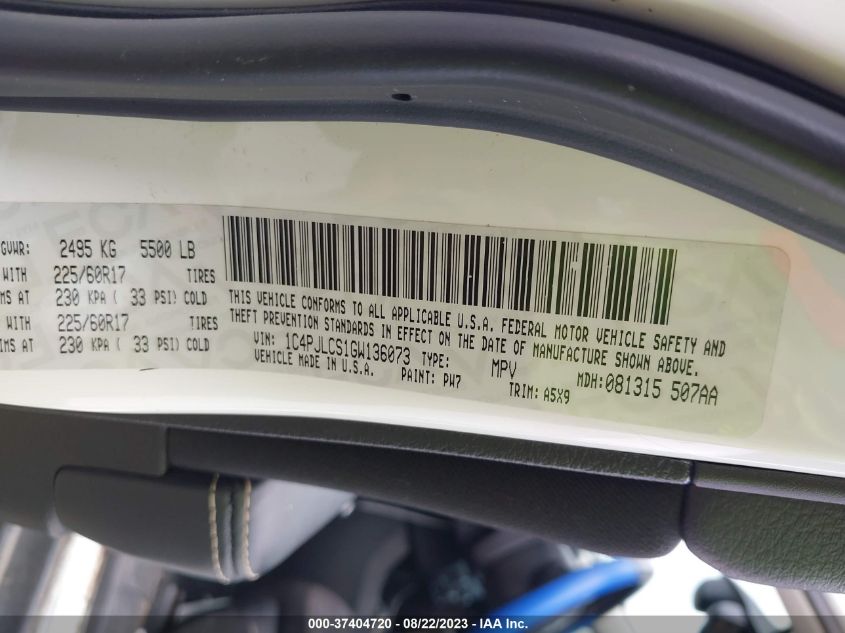 GVWR: 2495 KG 5500 LB
WITH 225/60R17 TIRES
MS AT 230 KPA ( 33 PSI) COLD
WITH 225/60R17 TIRES
IMS AT 230 KPA ( 33 PSI) COLD
THIS VEHICLE CONFORMS TO ALL APPLICABLE U.S.A. FEDERAL MOTOR VEHICLE SAFETY AND
THEFT PREVENTION STANDARDS IN EFFECT ON THE DATE OF MANUFACTURE SHOWN ABOVE.
VIN: 1C4PJLCS1GW136073 TYPE: MPV MDH:081315 507AA
VEHICLE MADE IN U.S.A. PAINT: PW7 TRIM: A5X9
000-37404720 - 08/22/2023 - IAA Inc.